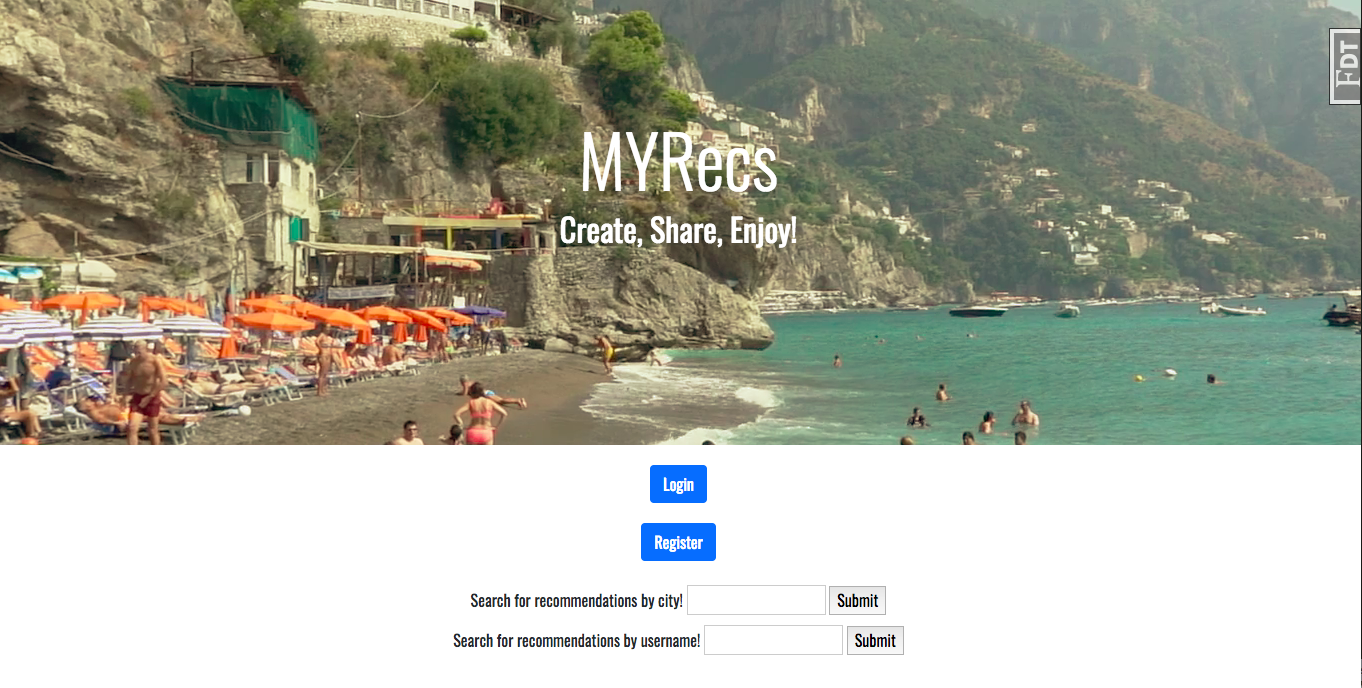 FDT
MYRecs
Create, Share, Enjoy!
Login
Register
Search for recommendations by city! Submit
Search for recommendations by username! Submit